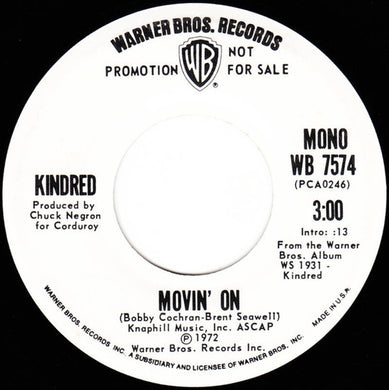 WARNER BROS. RECORDS
PROMOTION
NOT
FOR SALE
WB
MONO
WB 7574
(PCA0246)
3:00
Intro: :13
From the Warner
Bros. Album
WS 1931 -
Kindred
KINDRED
Produced by
Chuck Negron
for Corduroy
MOVIN' ON
(Bobby Cochran-Brent Seawell)
Knaphill Music, Inc. ASCAP
Ⓟ 1972
Warner Bros. Records Inc.
WARNER BROS. RECORDS INC. A SUBSIDIARY AND LICENSEE OF WARNER BROS. INC. MADE IN U.S.A.